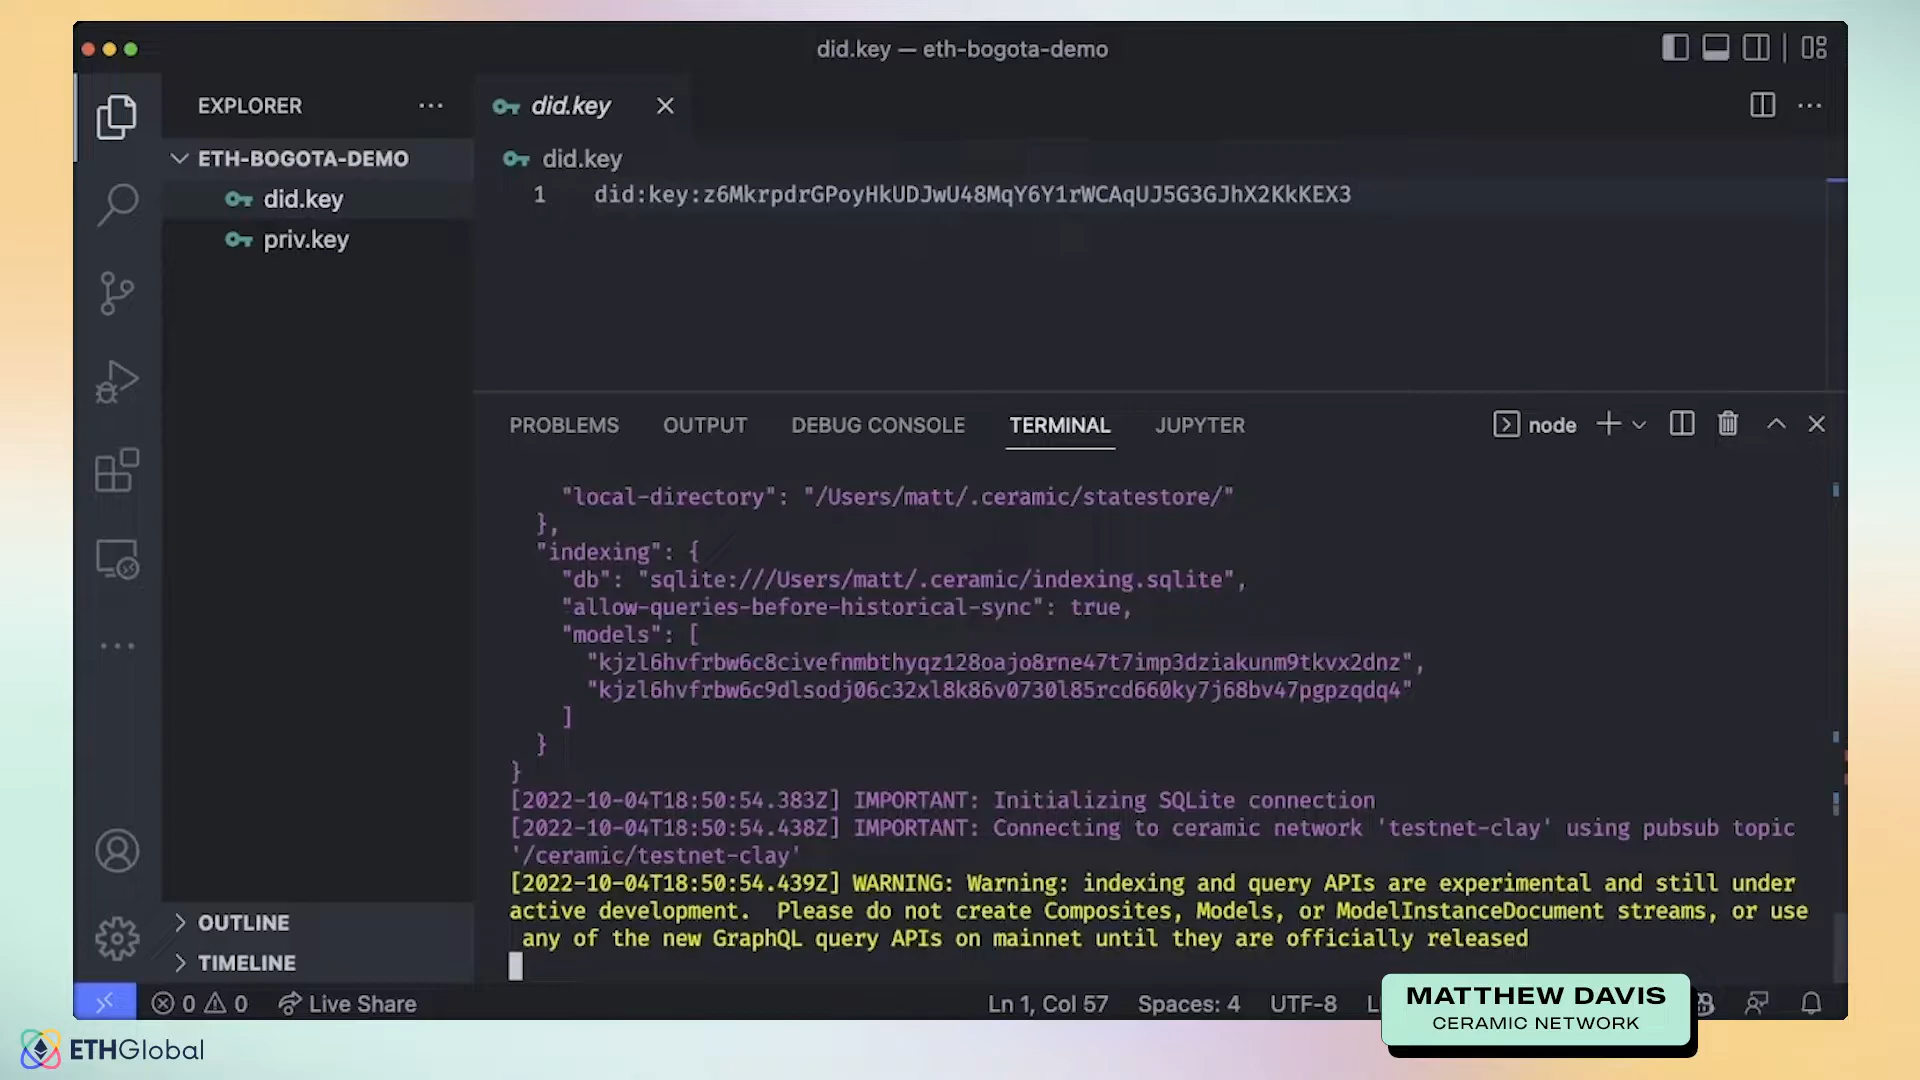 did.key — eth-bogota-demo
EXPLORER
did.key
ETH-BOGOTA-DEMO
did.key
priv.key
did.key
1 did:key:z6MkrpdrGPoyHkUDJwU48MqY6Y1rWCAqUJ5G3GJhX2KkKEX3
PROBLEMS OUTPUT DEBUG CONSOLE TERMINAL JUPYTER node
"local-directory": "/Users/matt/.ceramic/statestore/"
},
"indexing": {
"db": "sqlite:///Users/matt/.ceramic/indexing.sqlite",
"allow-queries-before-historical-sync": true,
"models": [
"kjzl6hvfrbw6c8civefnmbthyqz128oajo8rne47t7imp3dziakunm9tkvx2dnz",
"kjzl6hvfrbw6c9dlsodj06c32xl8k86v0730l85rcd660ky7j68bv47pgpzqdq4"
]
}
}
[2022-10-04T18:50:54.383Z] IMPORTANT: Initializing SQLite connection
[2022-10-04T18:50:54.438Z] IMPORTANT: Connecting to ceramic network 'testnet-clay' using pubsub topic
'/ceramic/testnet-clay'
[2022-10-04T18:50:54.439Z] WARNING: Warning: indexing and query APIs are experimental and still under
active development.  Please do not create Composites, Models, or ModelInstanceDocument streams, or use
any of the new GraphQL query APIs on mainnet until they are officially released
OUTLINE
TIMELINE
0 0 Live Share Ln 1, Col 57 Spaces: 4 UTF-8
MATTHEW DAVIS
CERAMIC NETWORK
ETHGlobal